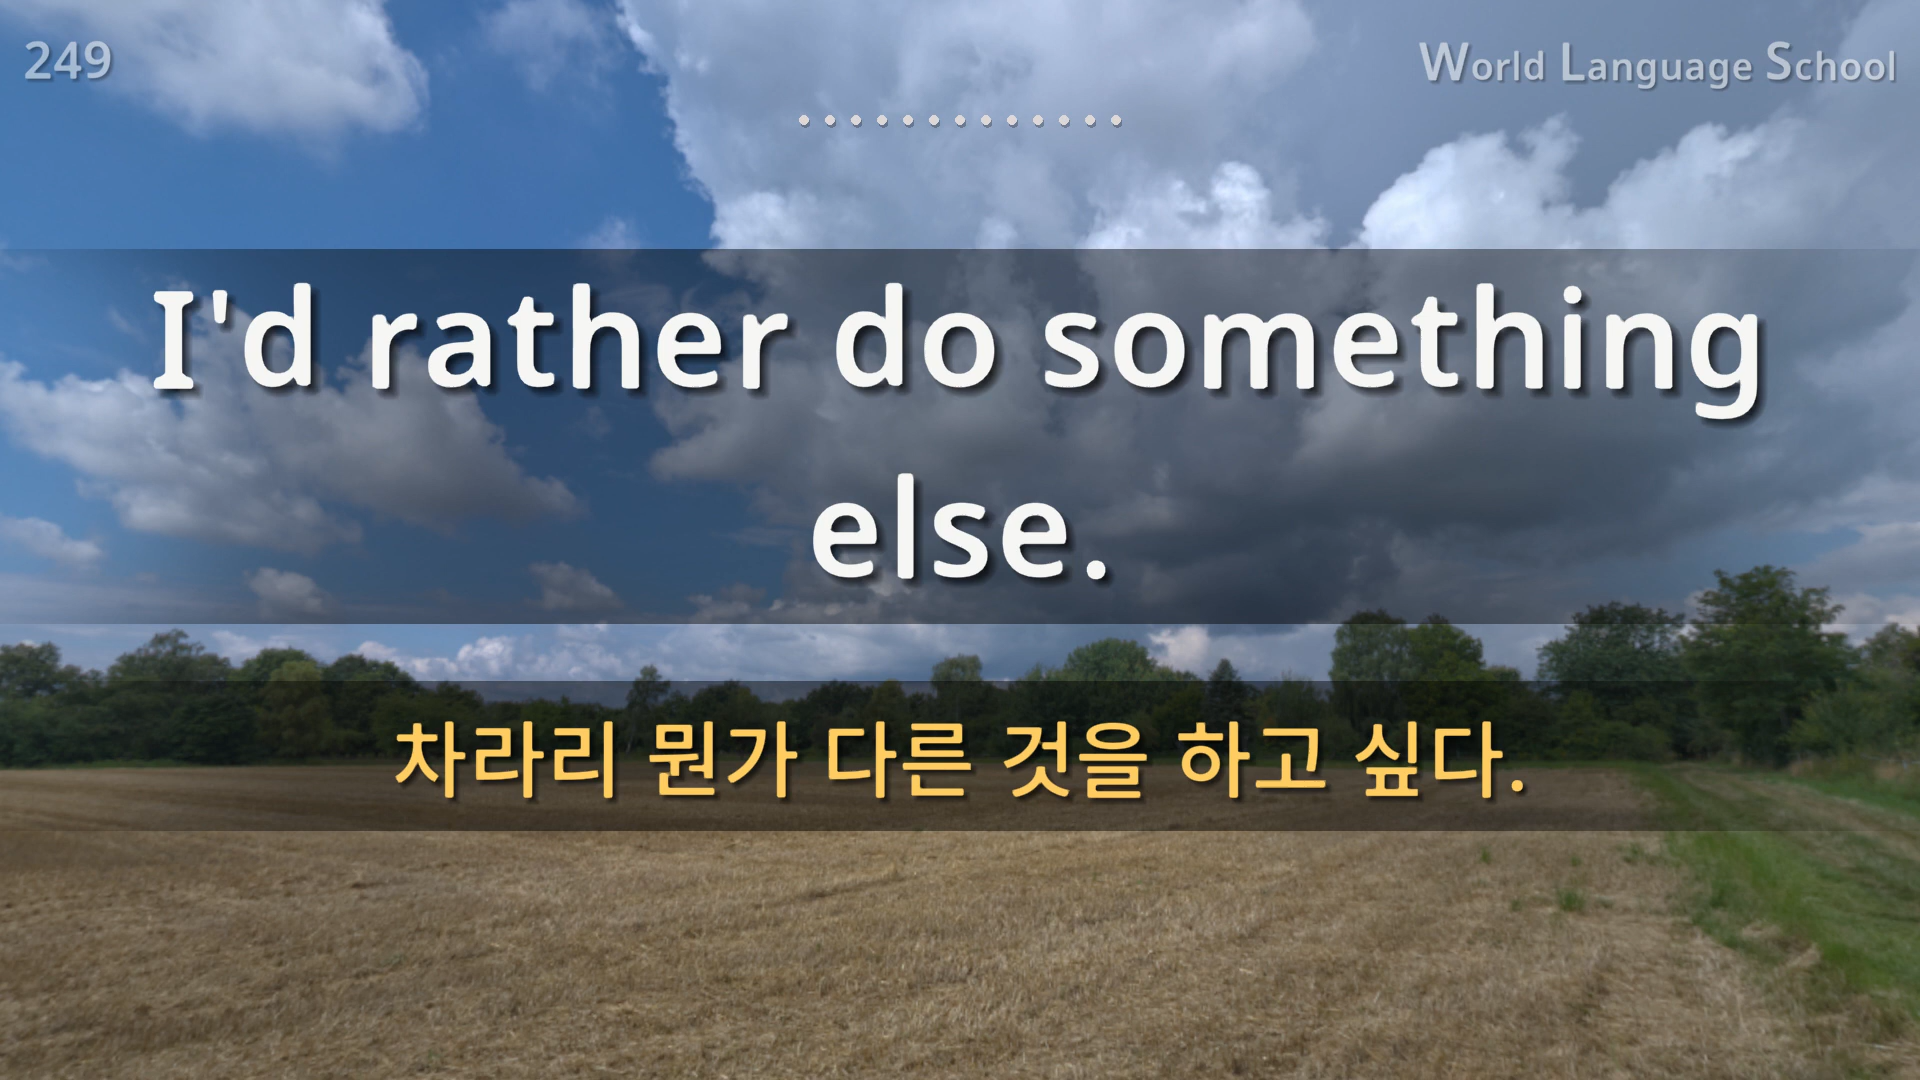 249
World Language School
I'd rather do something
else.
차라리 뭔가 다른 것을 하고 싶다.